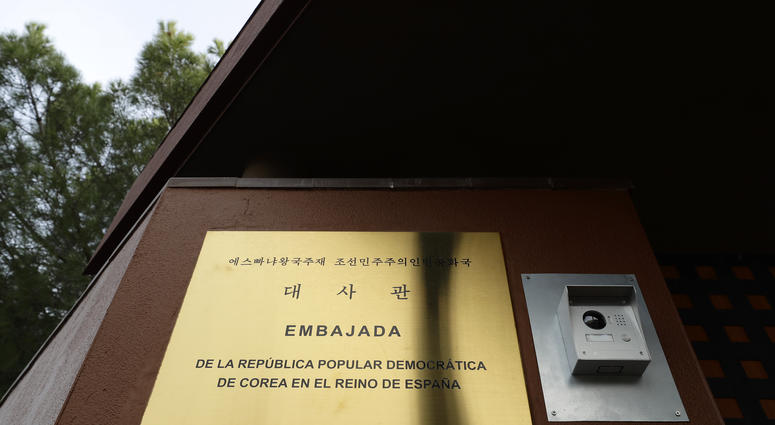 에스빠냐왕국주재 조선민주주의인민공화국
대 사 관
EMBAJADA
DE LA REPÚBLICA POPULAR DEMOCRÁTICA
DE COREA EN EL REINO DE ESPAÑA